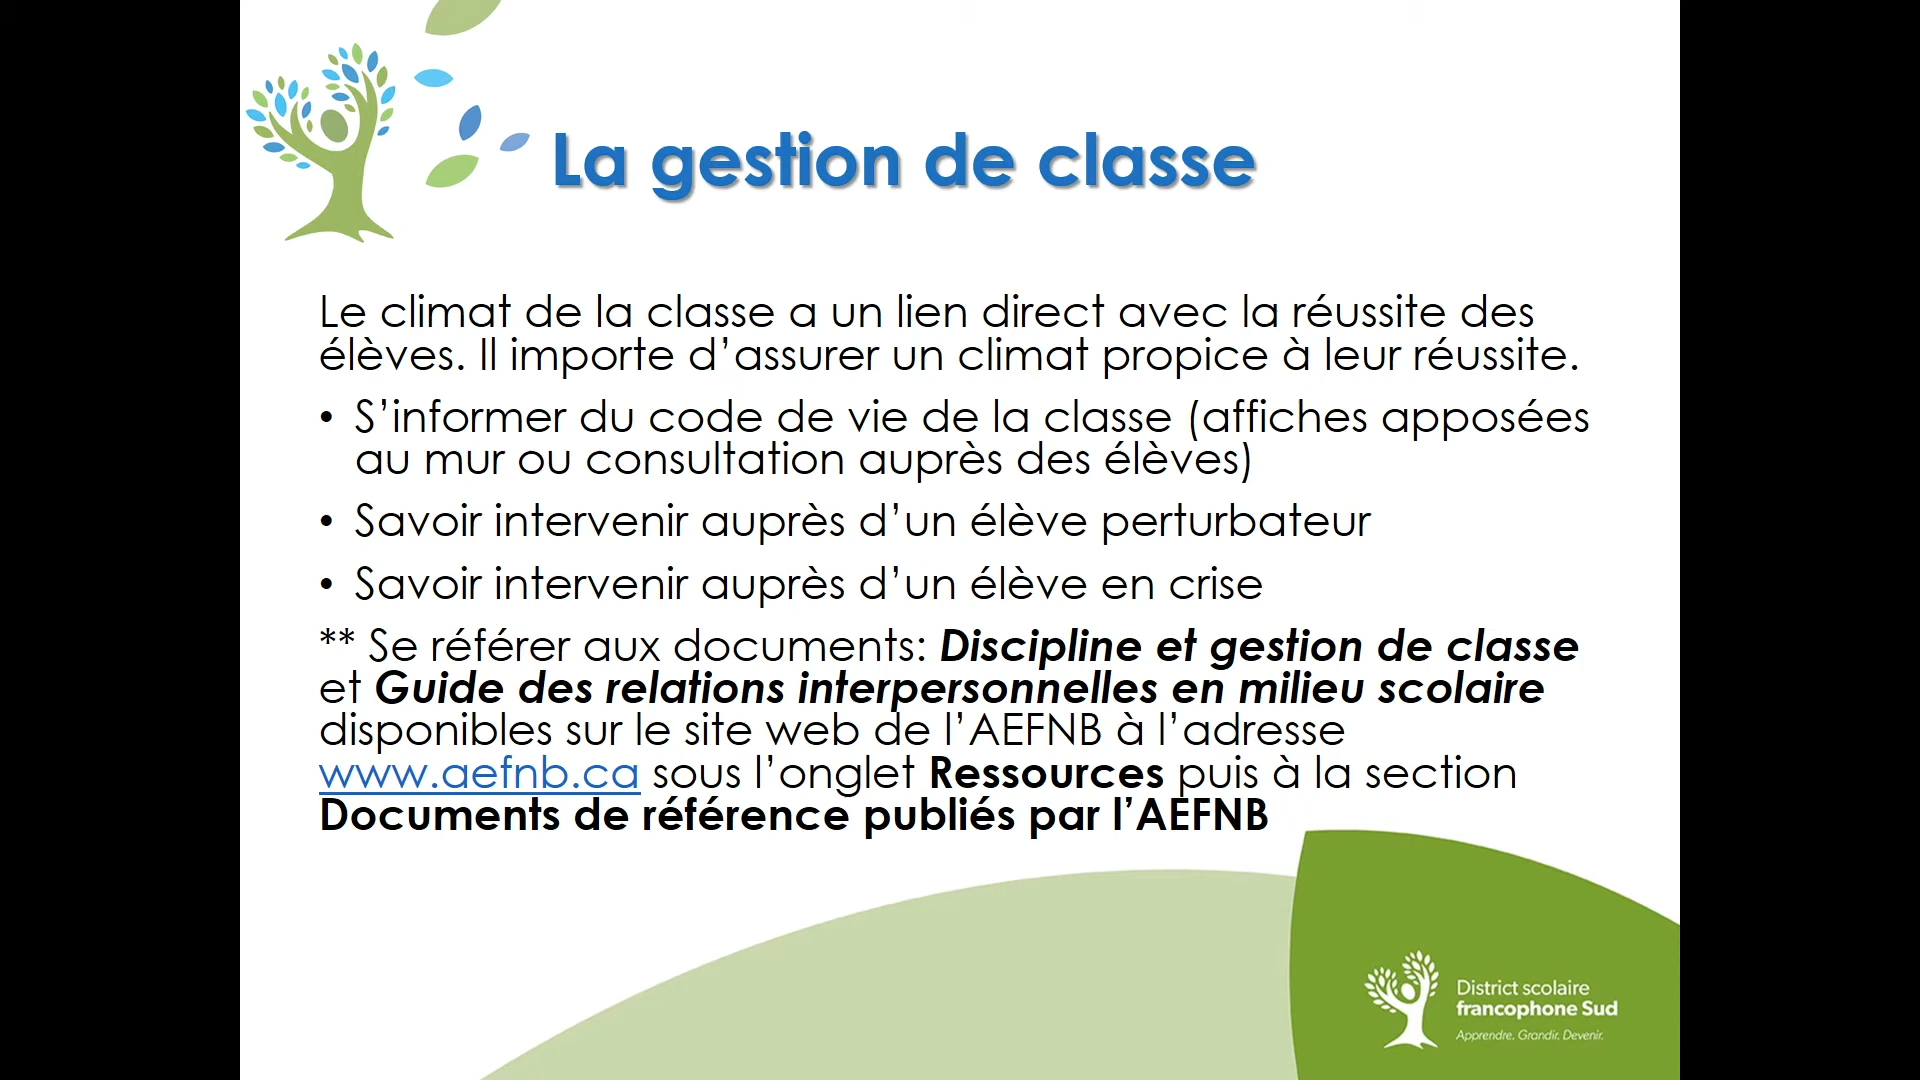 La gestion de classe
Le climat de la classe a un lien direct avec la réussite des
élèves. Il importe d’assurer un climat propice à leur réussite.
• S’informer du code de vie de la classe (affiches apposées
au mur ou consultation auprès des élèves)
• Savoir intervenir auprès d’un élève perturbateur
• Savoir intervenir auprès d’un élève en crise
** Se référer aux documents: Discipline et gestion de classe
et Guide des relations interpersonnelles en milieu scolaire
disponibles sur le site web de l’AEFNB à l’adresse
www.aefnb.ca sous l’onglet Ressources puis à la section
Documents de référence publiés par l’AEFNB
District scolaire
francophone Sud
Apprendre. Grandir. Devenir.